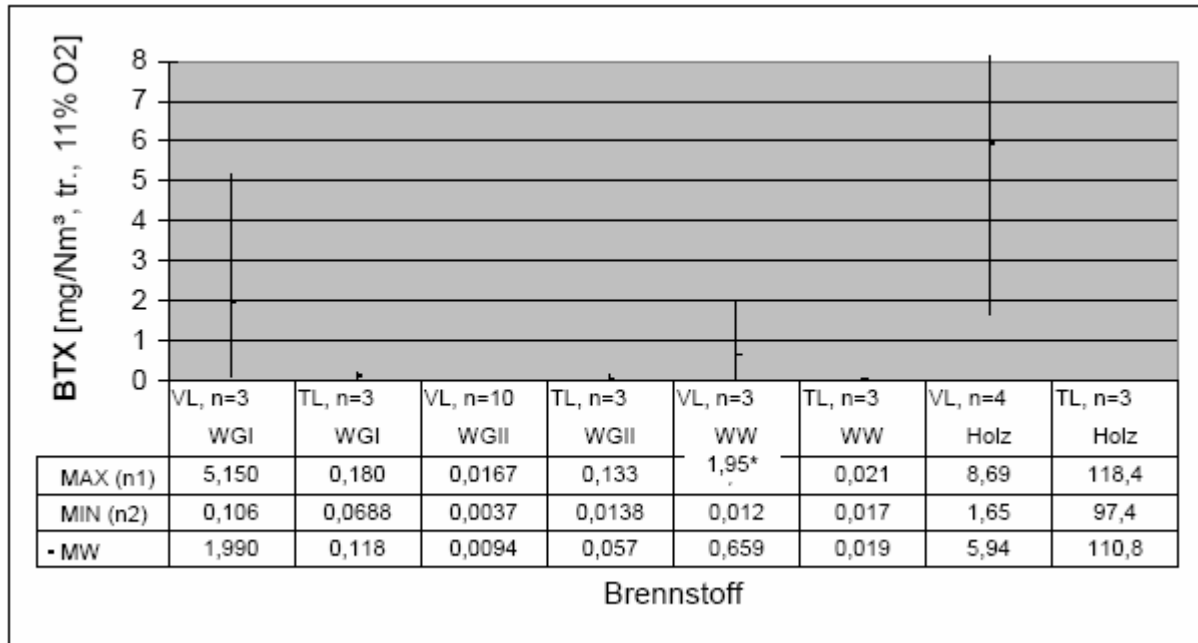 BTX [mg/Nm³, tr., 11% O2]
8
7
6
5
4
3
2
1
0
VL, n=3 TL, n=3 VL, n=10 TL, n=3 VL, n=3 TL, n=3 VL, n=4 TL, n=3
WGI WGI WGII WGII WW WW Holz Holz
MAX (n1) 5,150 0,180 0,0167 0,133 1,95* 0,021 8,69 118,4
MIN (n2) 0,106 0,0688 0,0037 0,0138 0,012 0,017 1,65 97,4
- MW 1,990 0,118 0,0094 0,057 0,659 0,019 5,94 110,8
Brennstoff